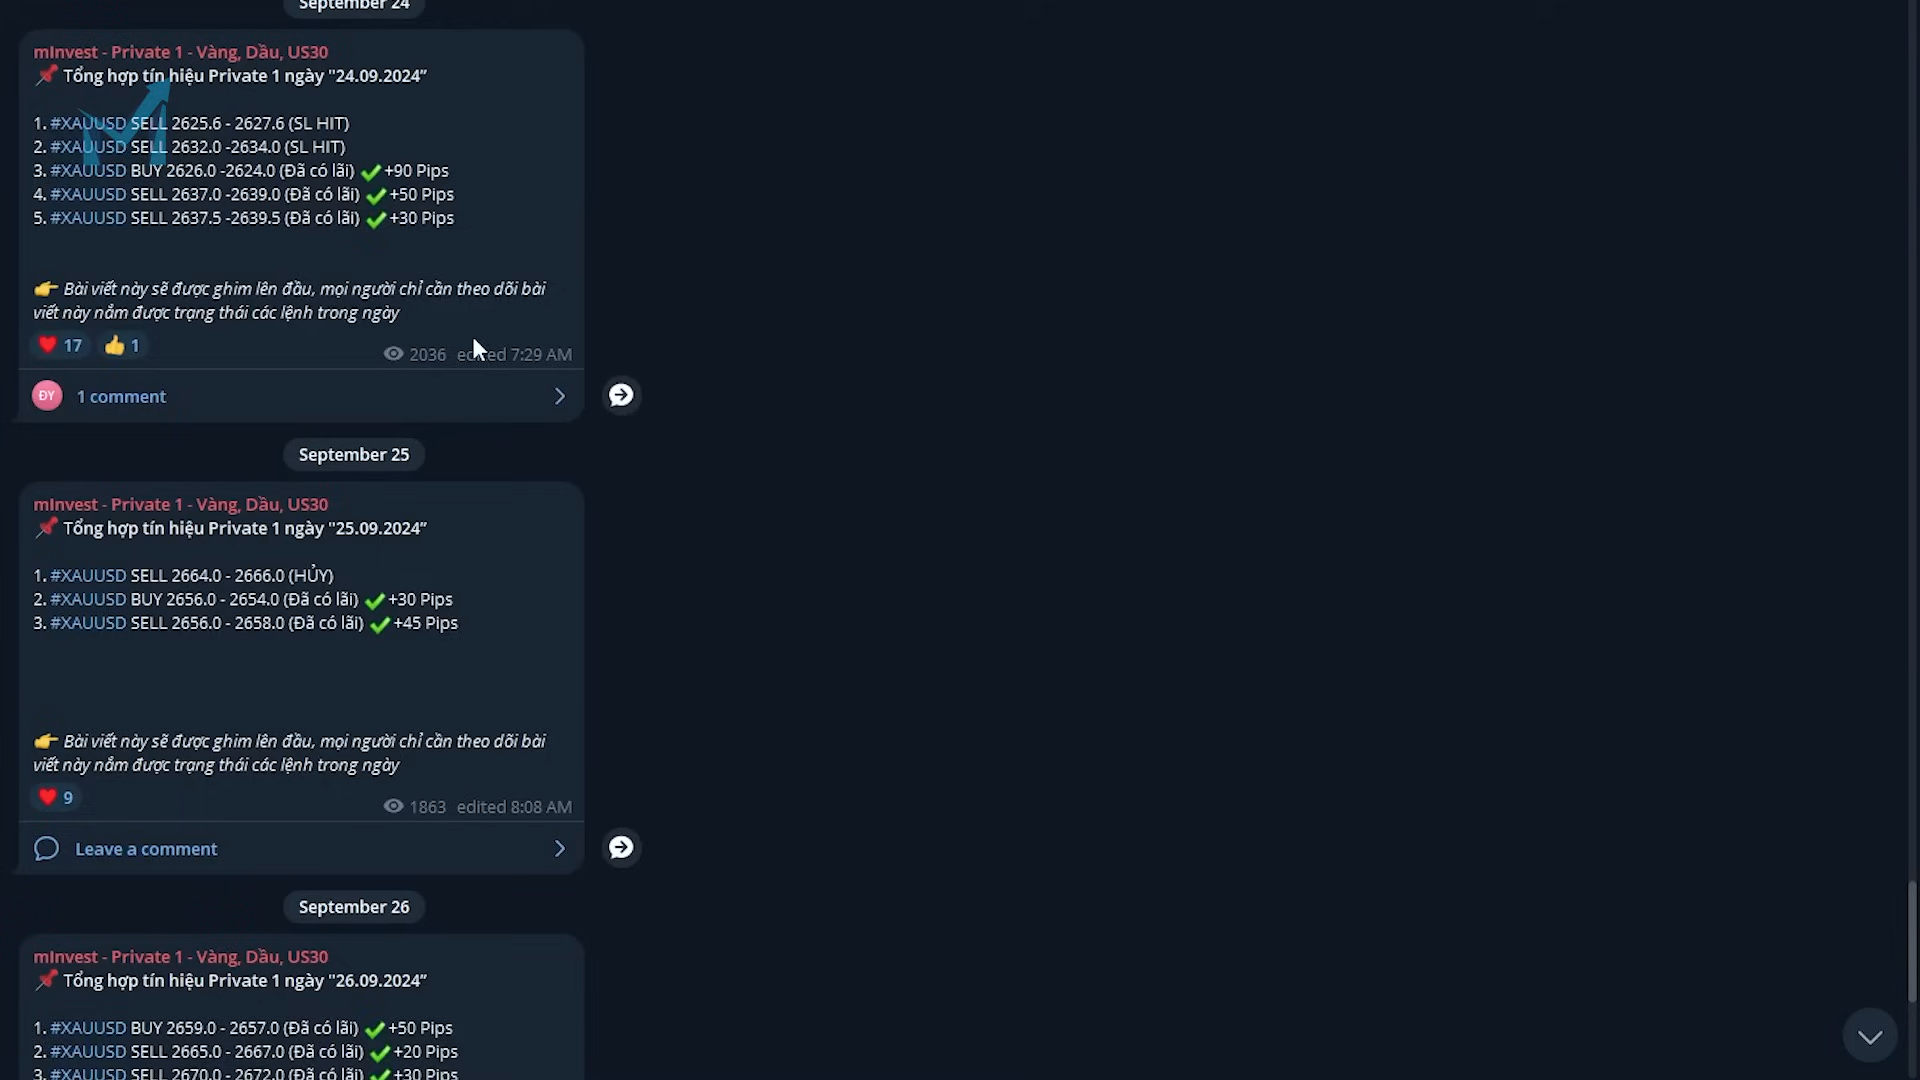 September 24
mInvest - Private 1 - Vàng, Dầu, US30
📌 Tổng hợp tín hiệu Private 1 ngày "24.09.2024”
1. #XAUUSD SELL 2625.6 - 2627.6 (SL HIT)
2. #XAUUSD SELL 2632.0 -2634.0 (SL HIT)
3. #XAUUSD BUY 2626.0 -2624.0 (Đã có lãi) ✔️+90 Pips
4. #XAUUSD SELL 2637.0 -2639.0 (Đã có lãi) ✔️+50 Pips
5. #XAUUSD SELL 2637.5 -2639.5 (Đã có lãi) ✔️+30 Pips
👉 Bài viết này sẽ được ghim lên đầu, mọi người chỉ cần theo dõi bài
viết này nắm được trạng thái các lệnh trong ngày
❤️ 17 👍 1
2036 edited 7:29 AM
ĐY 1 comment
September 25
mInvest - Private 1 - Vàng, Dầu, US30
📌 Tổng hợp tín hiệu Private 1 ngày "25.09.2024”
1. #XAUUSD SELL 2664.0 - 2666.0 (HỦY)
2. #XAUUSD BUY 2656.0 - 2654.0 (Đã có lãi) ✔️+30 Pips
3. #XAUUSD SELL 2656.0 - 2658.0 (Đã có lãi) ✔️+45 Pips
👉 Bài viết này sẽ được ghim lên đầu, mọi người chỉ cần theo dõi bài
viết này nắm được trạng thái các lệnh trong ngày
❤️ 9
1863 edited 8:08 AM
Leave a comment
September 26
mInvest - Private 1 - Vàng, Dầu, US30
📌 Tổng hợp tín hiệu Private 1 ngày "26.09.2024”
1. #XAUUSD BUY 2659.0 - 2657.0 (Đã có lãi) ✔️+50 Pips
2. #XAUUSD SELL 2665.0 - 2667.0 (Đã có lãi) ✔️+20 Pips
3. #XAUUSD SELL 2670.0 - 2672.0 (Đã có lãi) ✔️+30 Pips